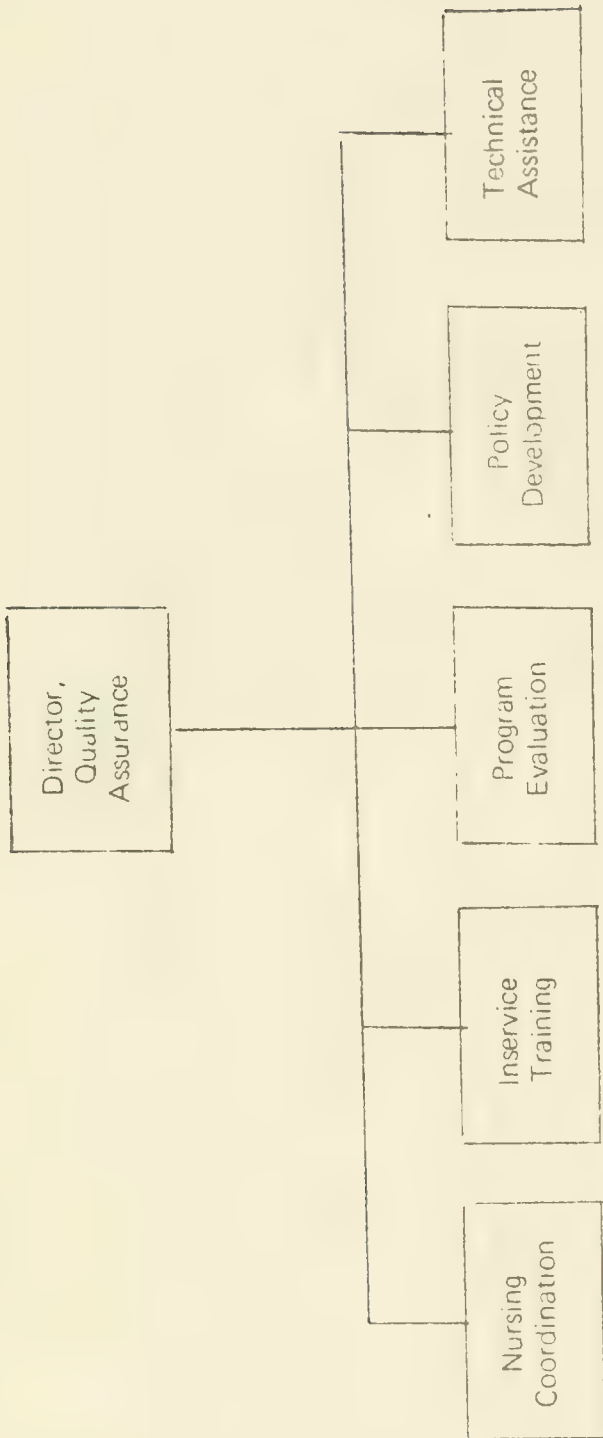 Director,
Quality
Assurance
Nursing
Coordination
Inservice
Training
Program
Evaluation
Policy
Development
Technical
Assistance